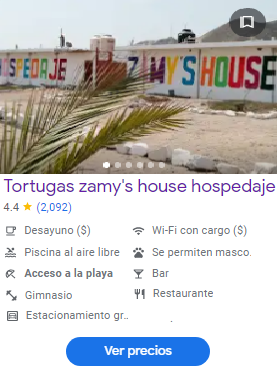 HOSPEDAJE ZAMY'S HOUSE
Tortugas zamy's house hospedaje
4.4 (2,092)
Desayuno ($)
Wi-Fi con cargo ($)
Piscina al aire libre
Se permiten masco.
Acceso a la playa
Bar
Gimnasio
Restaurante
Estacionamiento gr..
Ver precios